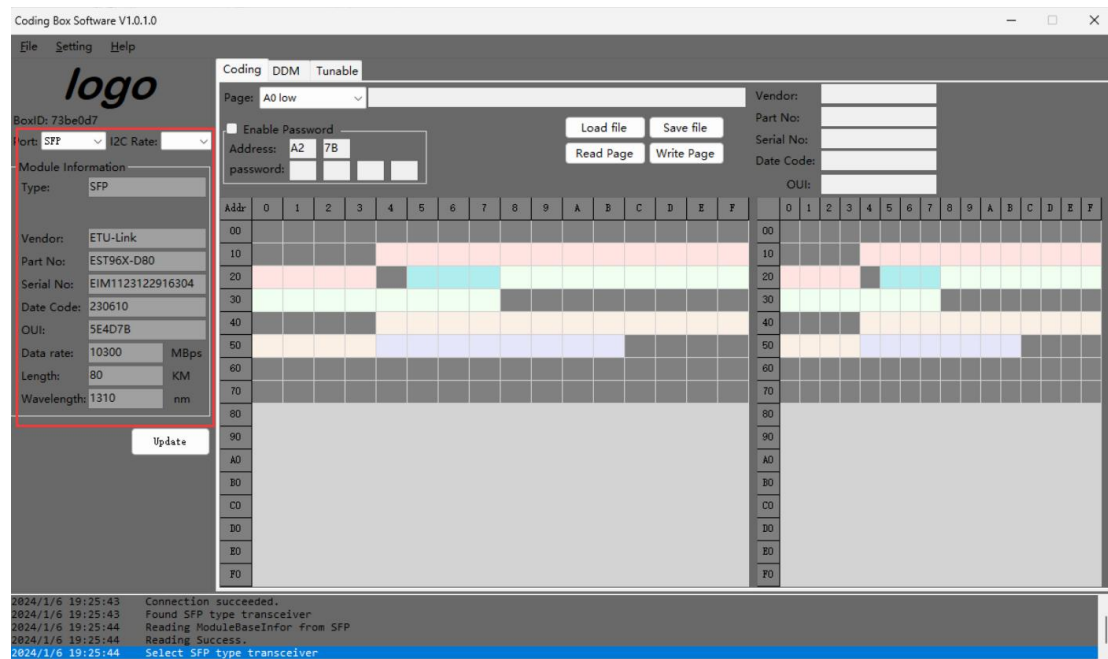 Coding Box Software V1.0.1.0
File Setting Help
logo
BoxID: 73be0d7
Port: SFP I2C Rate:
Module Information
Type: SFP
Vendor: ETU-Link
Part No: EST96X-D80
Serial No: EIM1123122916304
Date Code: 230610
OUI: 5E4D7B
Data rate: 10300 MBps
Length: 80 KM
Wavelength: 1310 nm
Update
Coding DDM Tunable
Page: A0 low
Enable Password
Address: A2 7B
password:
Load file Save file
Read Page Write Page
Vendor:
Part No:
Serial No:
Date Code:
OUI:
Addr 0 1 2 3 4 5 6 7 8 9 A B C D E F
00
10
20
30
40
50
60
70
80
90
A0
B0
C0
D0
E0
F0
0 1 2 3 4 5 6 7 8 9 A B C D E F
00
10
20
30
40
50
60
70
80
90
A0
B0
C0
D0
E0
F0
2024/1/6 19:25:43 Connection succeeded.
2024/1/6 19:25:43 Found SFP type transceiver
2024/1/6 19:25:44 Reading ModuleBaseInfor from SFP
2024/1/6 19:25:44 Reading Success.
2024/1/6 19:25:44 Select SFP type transceiver